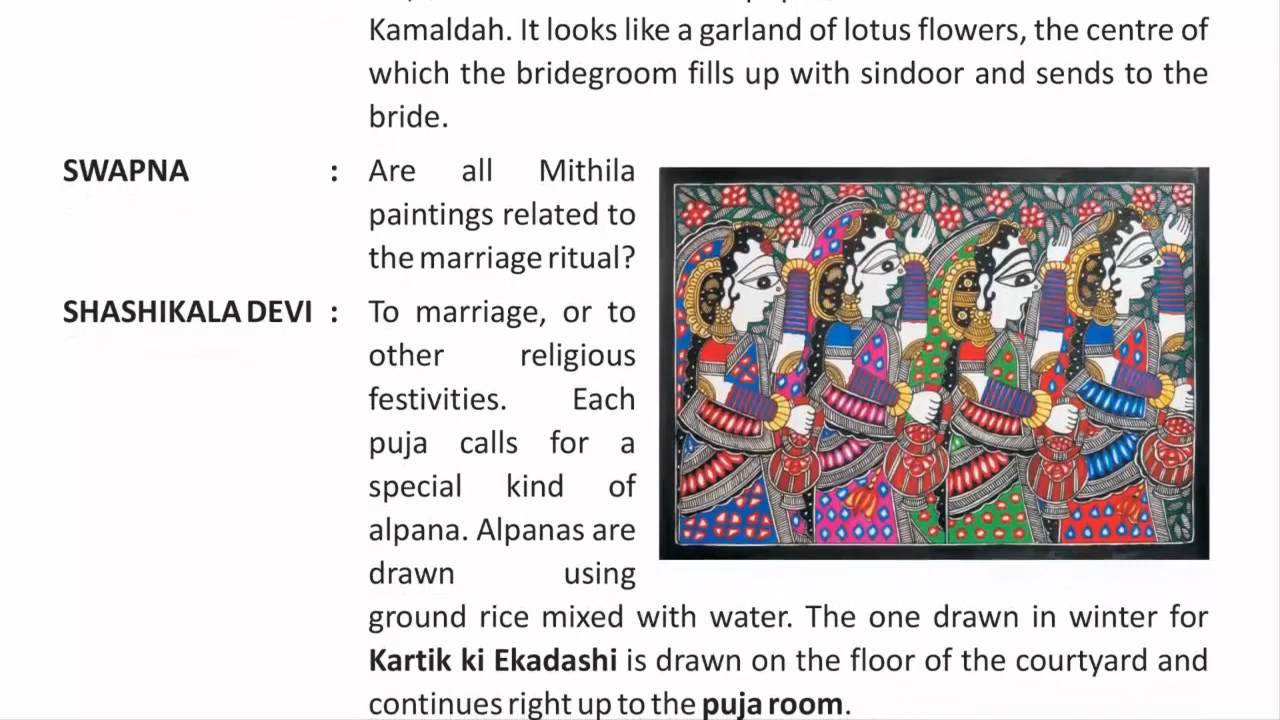 Kamaldah. It looks like a garland of lotus flowers, the centre of
which the bridegroom fills up with sindoor and sends to the
bride.
SWAPNA : Are all Mithila
paintings related to
the marriage ritual?
SHASHIKALA DEVI : To marriage, or to
other religious
festivities. Each
puja calls for a
special kind of
alpana. Alpanas are
drawn using
ground rice mixed with water. The one drawn in winter for
Kartik ki Ekadashi is drawn on the floor of the courtyard and
continues right up to the puja room.